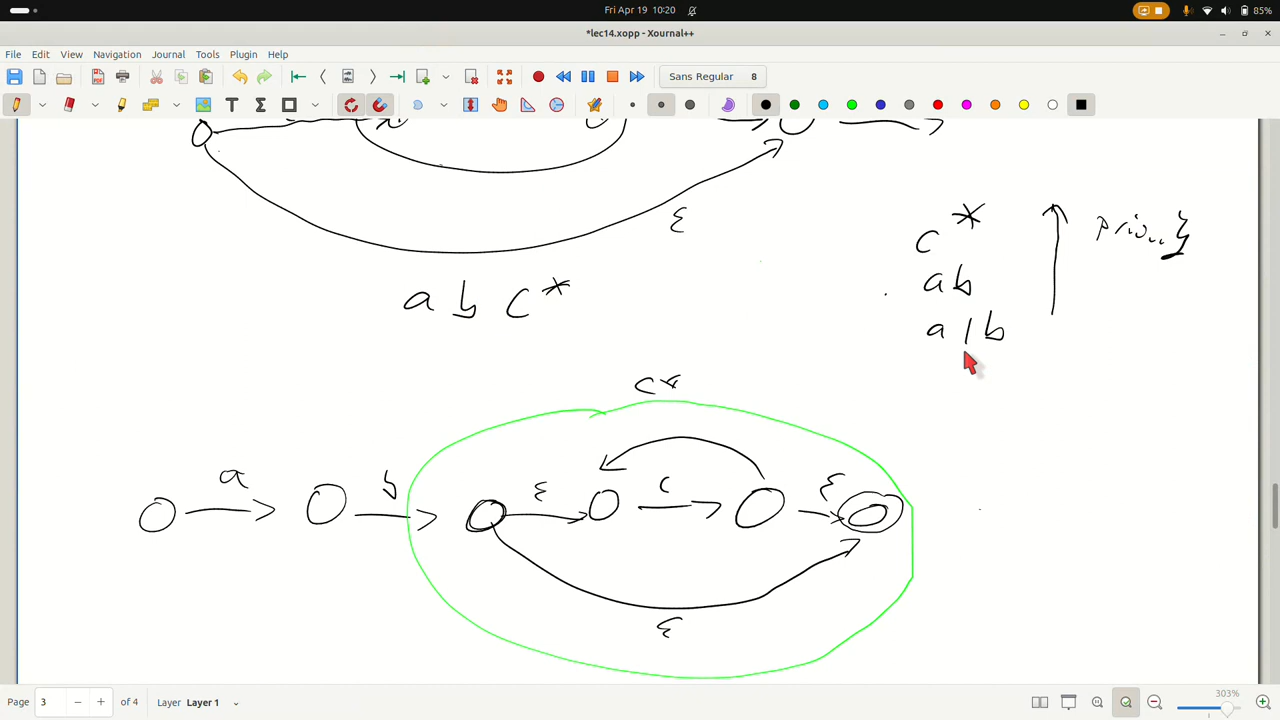 Fri Apr 19 10:20
85%
*lec14.xopp - Xournal++
File Edit View Navigation Journal Tools Plugin Help
Sans Regular 8
ε
c*
ab
a|b
a b c*
c*
a b ε c ε
ε
Page 3 of 4 Layer Layer 1
303%